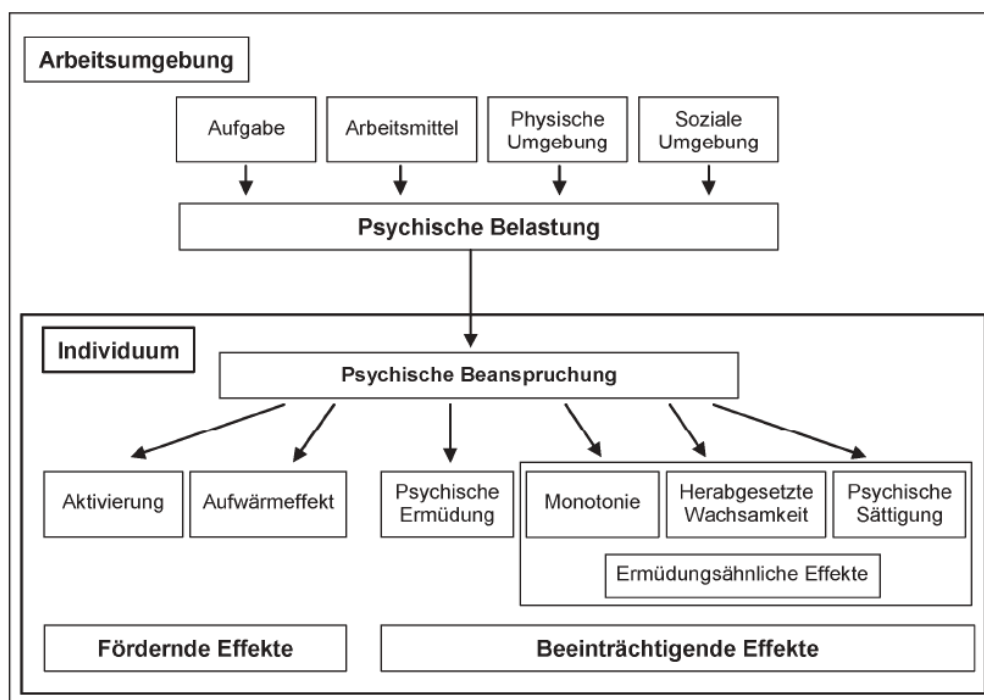 Arbeitsumgebung
Aufgabe
Arbeitsmittel
Physische
Umgebung
Soziale
Umgebung
Psychische Belastung
Individuum
Psychische Beanspruchung
Aktivierung
Aufwärmeffekt
Psychische
Ermüdung
Monotonie
Herabgesetzte
Wachsamkeit
Psychische
Sättigung
Ermüdungsähnliche Effekte
Fördernde Effekte
Beeinträchtigende Effekte